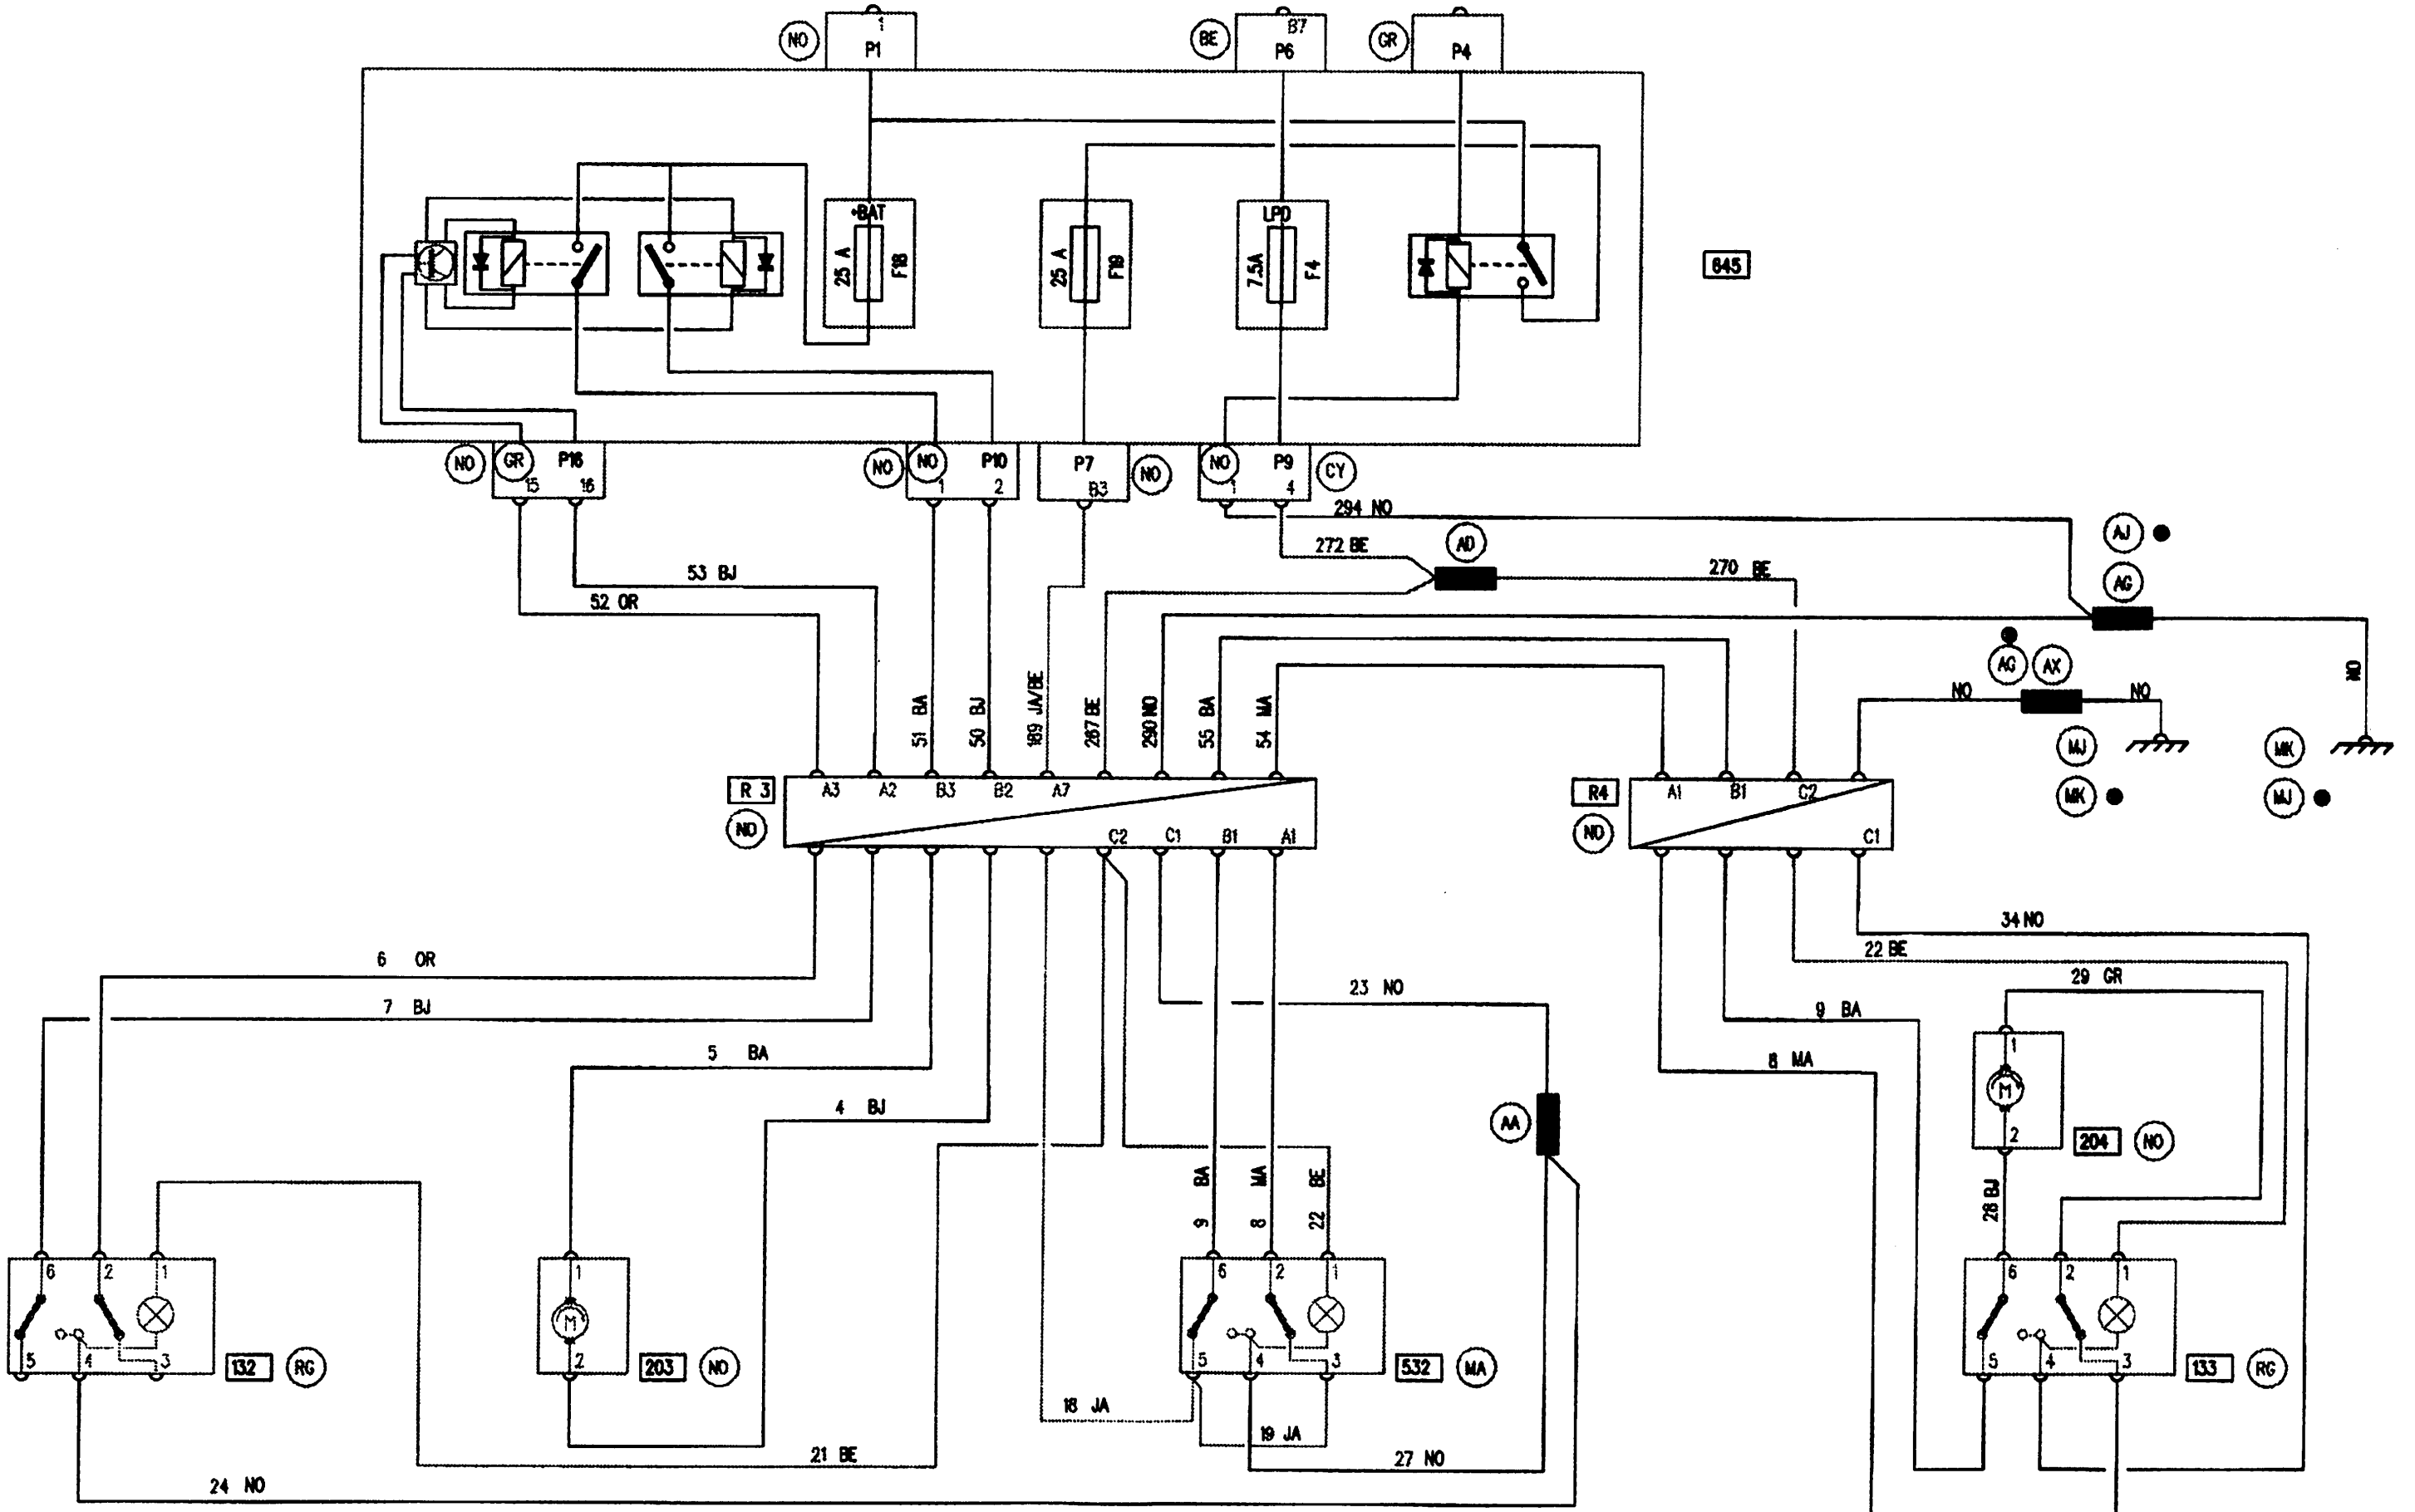 1
B7
NO P1 BE P6 GR P4
+BAT LPD
25 A F18 25 A F19 7.5A F4
645
NO GR P16 NO NO P10 P7 NO NO P9 CY
15 16 1 2 B3 1 4
294 NO
AJ
272 BE AD
53 BJ 270 BE AG
52 OR
AG AX
51 BA 50 BJ 169 JA/BE 267 BE 290 NO 55 BA 54 MA NO
NO NO
MJ MK
R 3 A3 A2 B3 B2 A7 R4 A1 B1 C2 MK MJ
NO C2 C1 B1 A1 NO C1
34 NO
22 BE
6 OR 29 GR
23 NO
7 BJ 9 BA
5 BA 1
8 MA M
4 BJ AA
2 204 NO
9 BA 8 MA 22 BE 28 BJ
6 2 1 1 6 2 1 6 2 1
M
5 4 3 132 RG 2 203 NO 5 4 3 532 MA 5 4 3 133 RG
18 JA
19 JA
21 BE 27 NO
24 NO